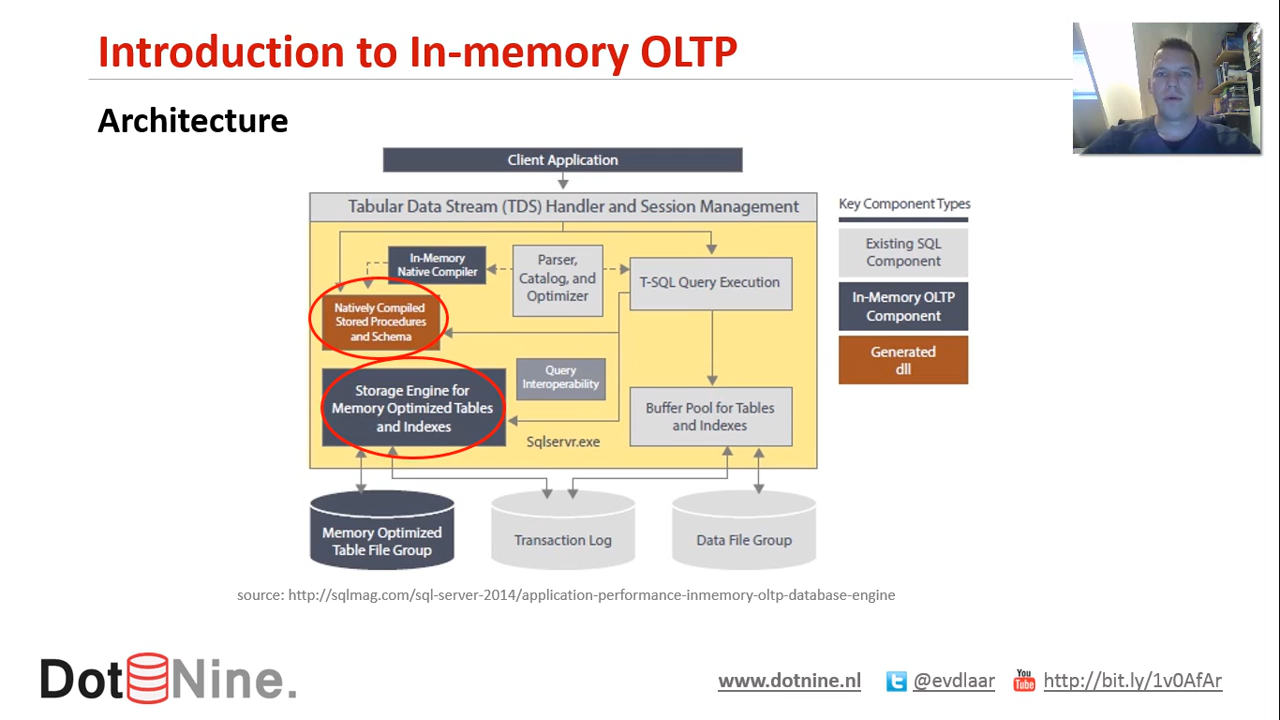 Introduction to In-memory OLTP
Architecture
Client Application
Tabular Data Stream (TDS) Handler and Session Management
Key Component Types
Existing SQL
Component
In-Memory OLTP
Component
Generated
dll
In-Memory
Native Compiler
Parser,
Catalog, and
Optimizer
T-SQL Query Execution
Natively Compiled
Stored Procedures
and Schema
Query
Interoperability
Storage Engine for
Memory Optimized Tables
and Indexes
Buffer Pool for Tables
and Indexes
Sqlservr.exe
Memory Optimized
Table File Group
Transaction Log
Data File Group
source: http://sqlmag.com/sql-server-2014/application-performance-inmemory-oltp-database-engine
Dot Nine.
www.dotnine.nl
@evdlaar
You
Tube
http://bit.ly/1v0AfAr